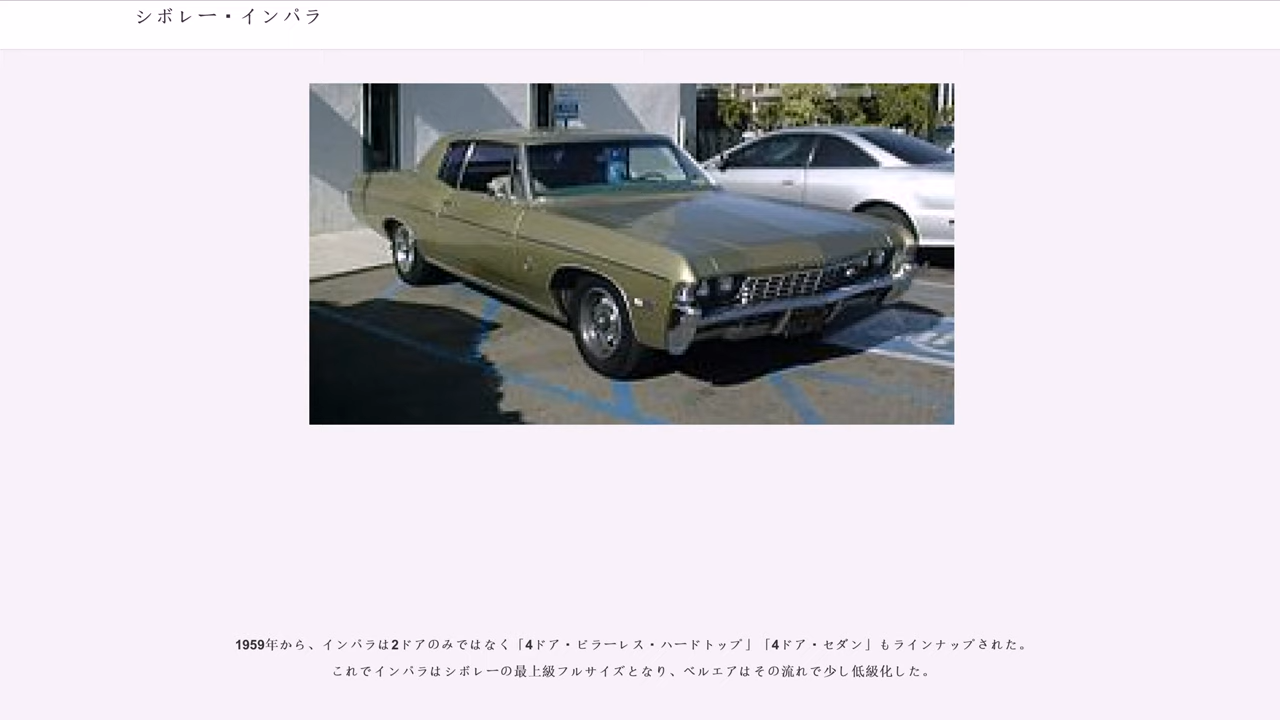 シボレー・インパラ
1959年から、インパラは2ドアのみではなく「4ドア・ピラーレス・ハードトップ」「4ドア・セダン」もラインナップされた。
これでインパラはシボレーの最上級フルサイズとなり、ベルエアはその流れで少し低級化した。